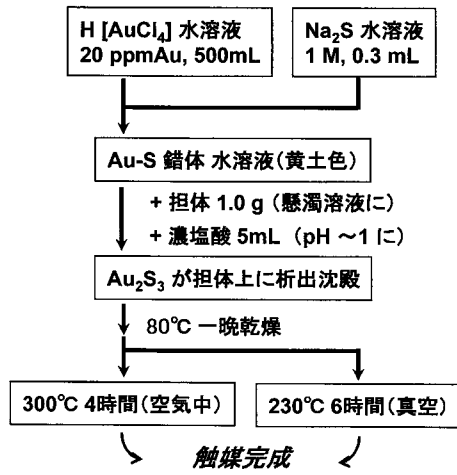 H [AuCl₄] 水溶液
20 ppmAu, 500mL
Na₂S 水溶液
1 M, 0.3 mL
Au-S 錯体 水溶液(黄土色)
+ 担体 1.0 g (懸濁溶液に)
+ 濃塩酸 5mL (pH ～1 に)
Au₂S₃ が担体上に析出沈殿
80℃ 一晩乾燥
300℃ 4時間(空気中)
230℃ 6時間(真空)
触媒完成